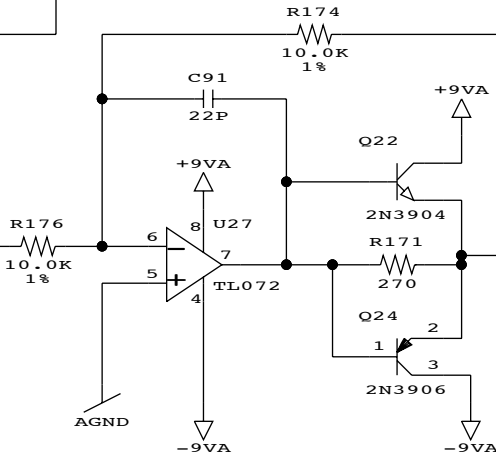 R174
10.0K
1%
C91
22P
+9VA
Q22
+9VA
2N3904
R176
10.0K
1%
6
5
8
U27
7
4
TL072
R171
270
Q24
1
2
3
2N3906
AGND
-9VA
-9VA